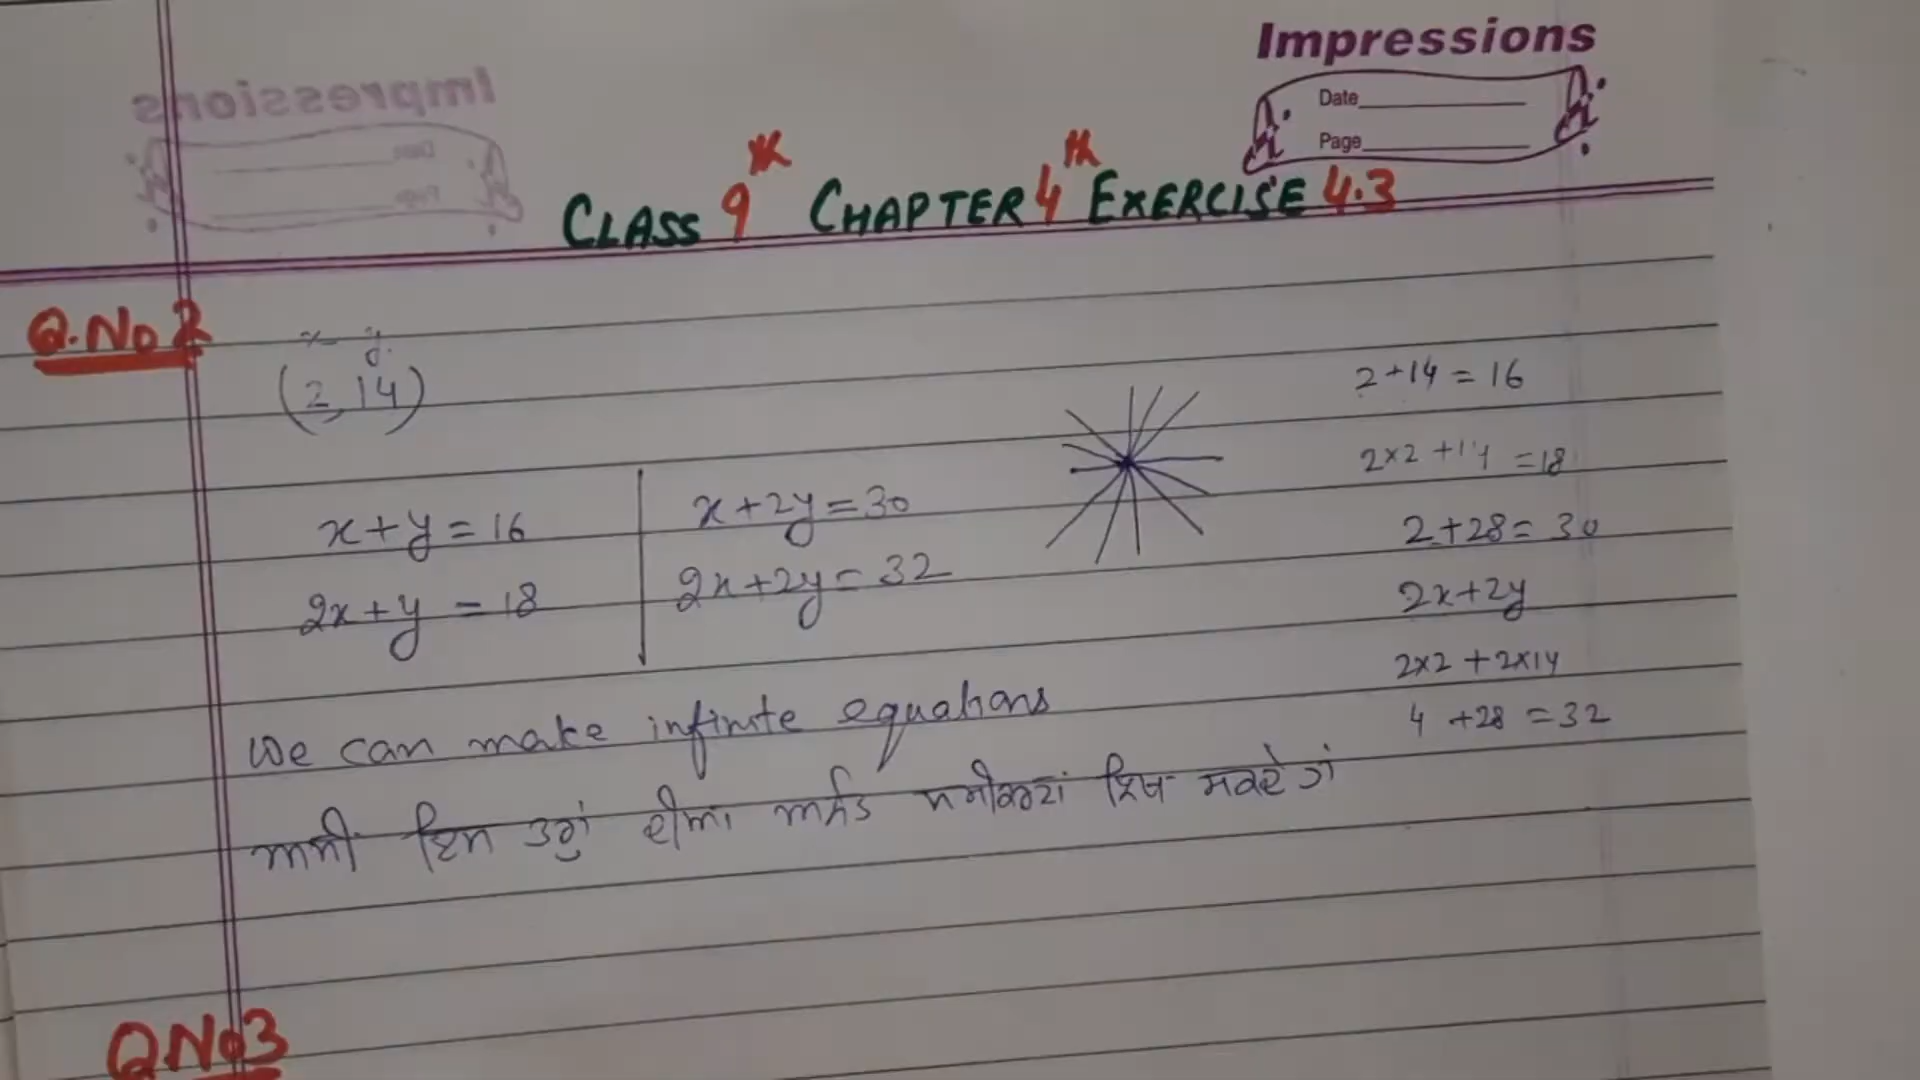 Impressions
Date
Page
CLASS 9th CHAPTER 4th EXERCISE 4.3
Q.No 2
x y
(2, 14)
2+14 = 16
2×2 +14 =18
x+y = 16
x+2y=30
2+28= 30
2x+y = 18
2x+2y= 32
2x+2y
2×2 +2×14
We can make infinite equations
4 +28 =32
ਅਸੀ ਇਸ ਤਰ੍ਹਾਂ ਦੀਆਂ ਅਨੰਤ ਸਮੀਕਰਣਾਂ ਲਿਖ ਸਕਦੇ ਹਾਂ
QNo3